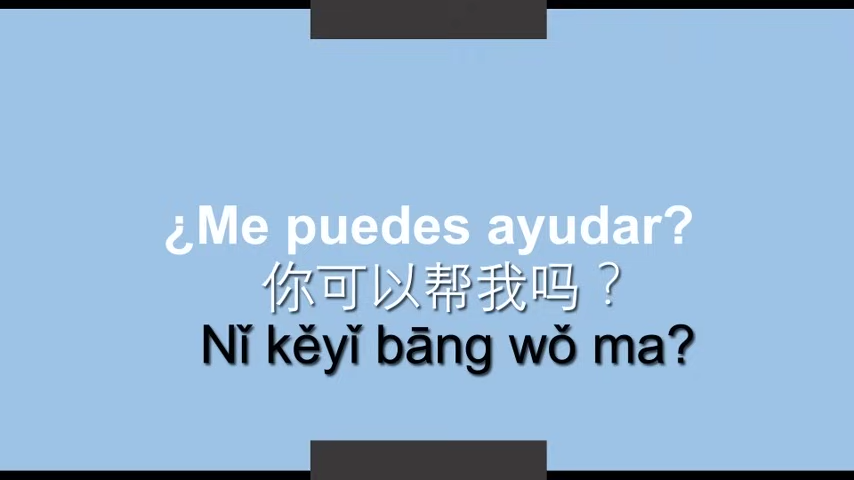 ¿Me puedes ayudar?
你可以帮我吗？
Nǐ kěyǐ bāng wǒ ma?